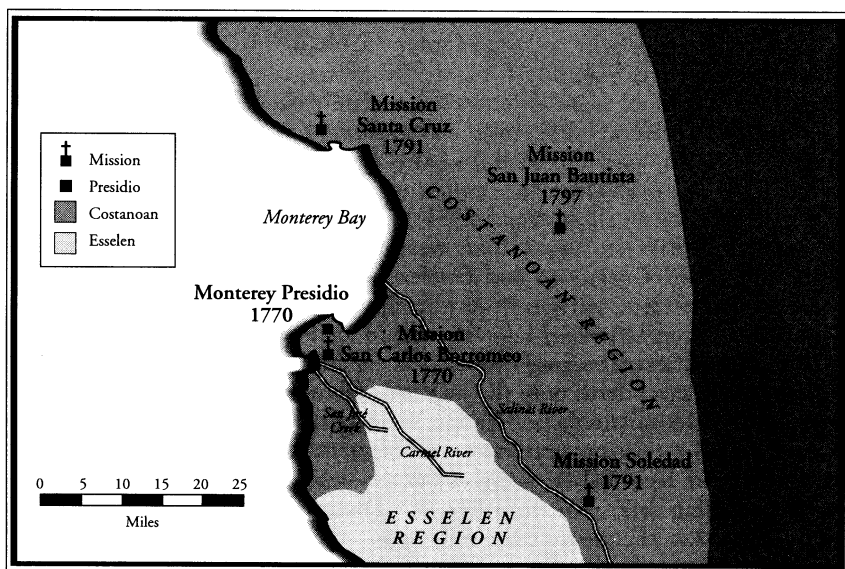 Mission
Santa Cruz
1791
Mission
San Juan Bautista
1797
Mission
Presidio
Costanoan
Esselen
Monterey Bay
COSTANOAN REGION
Monterey Presidio
1770
Mission
San Carlos Borromeo
1770
San José
Creek
Salinas River
Carmel River
Mission Soledad
1791
0 5 10 15 20 25
Miles
ESSELEN
REGION